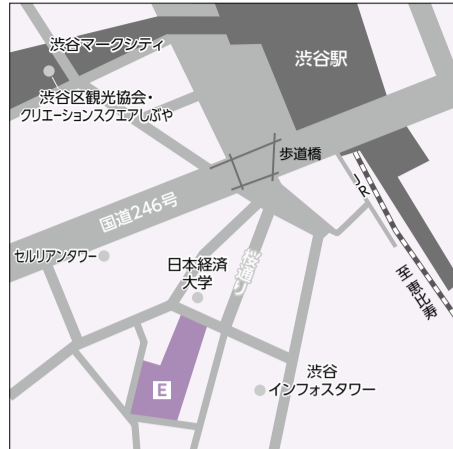 渋谷マークシティ
渋谷駅
渋谷区観光協会・
クリエーションスクエアしぶや
歩道橋
JR
国道246号
セルリアンタワー
日本経済
大学
桜通り
至恵比寿
E
渋谷
インフォスタワー